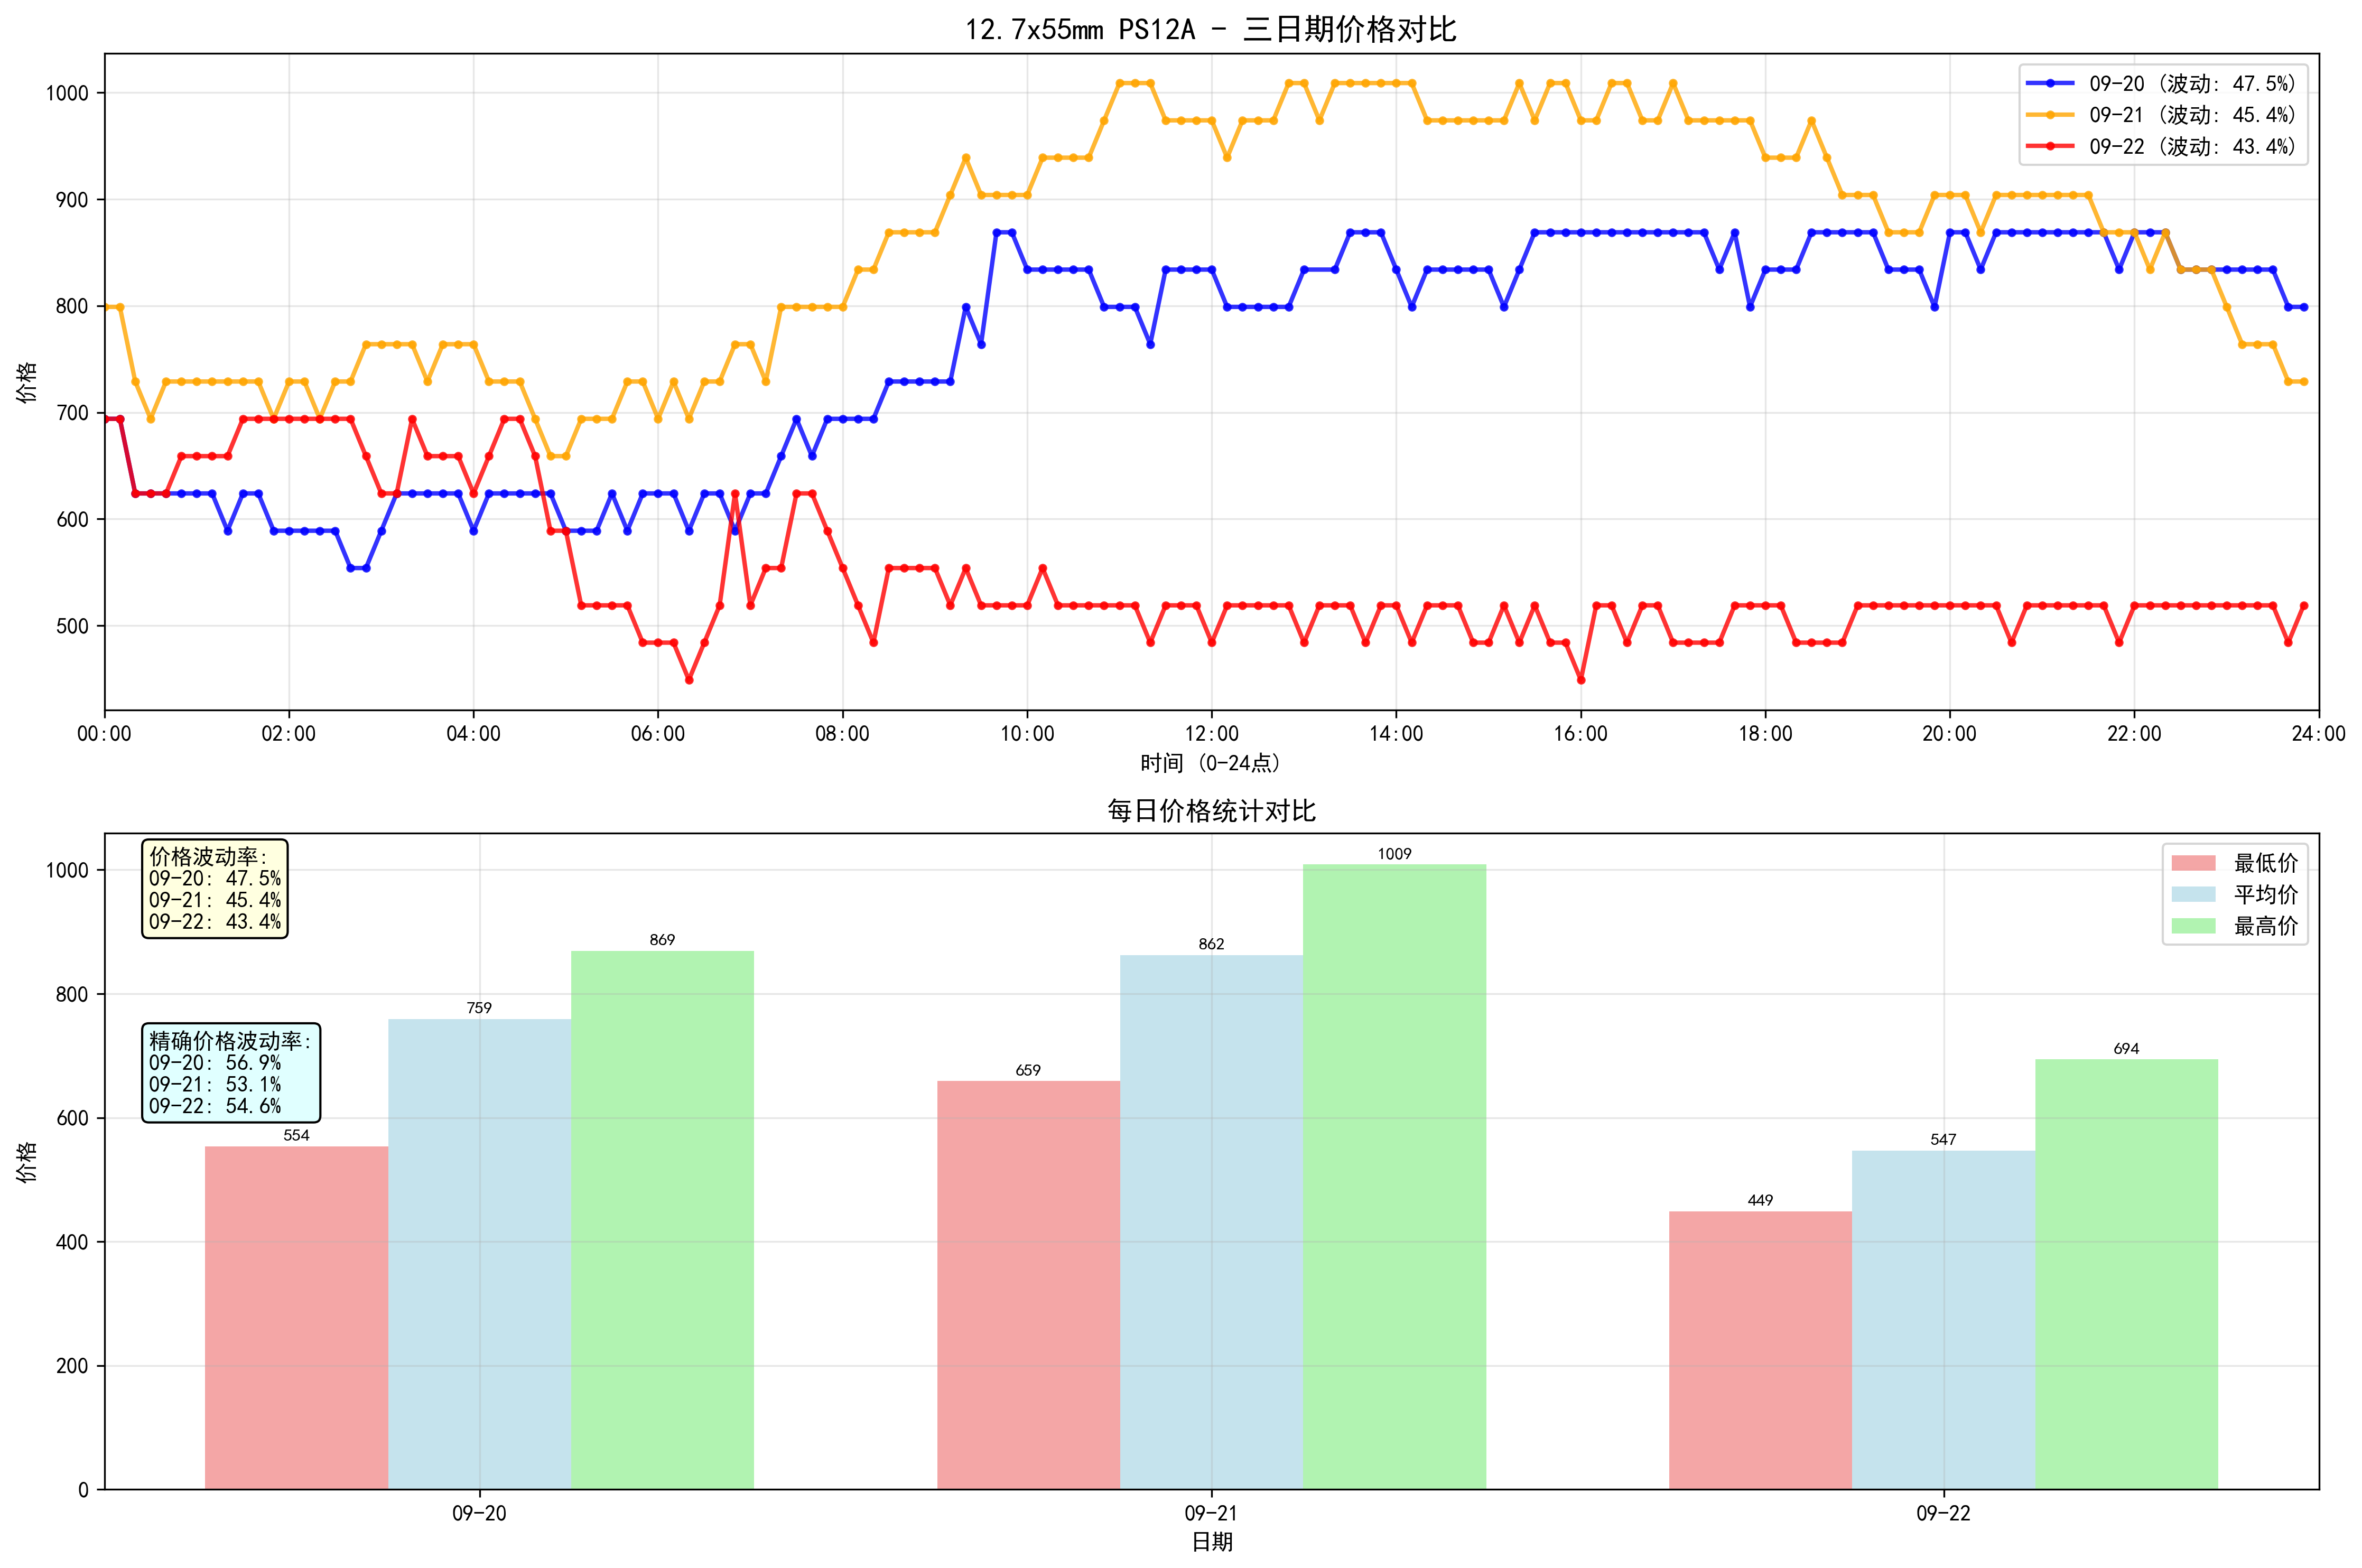 12.7x55mm PS12A - 三日期价格对比
价格
1000
900
800
700
600
500
09-20 (波动: 47.5%)
09-21 (波动: 45.4%)
09-22 (波动: 43.4%)
00:00 02:00 04:00 06:00 08:00 10:00 12:00 14:00 16:00 18:00 20:00 22:00 24:00
时间 (0-24点)
每日价格统计对比
价格
1000
800
600
400
200
0
价格波动率:
09-20: 47.5%
09-21: 45.4%
09-22: 43.4%
精确价格波动率:
09-20: 56.9%
09-21: 53.1%
09-22: 54.6%
最低价
平均价
最高价
554 759 869
659 862 1009
449 547 694
09-20 09-21 09-22
日期